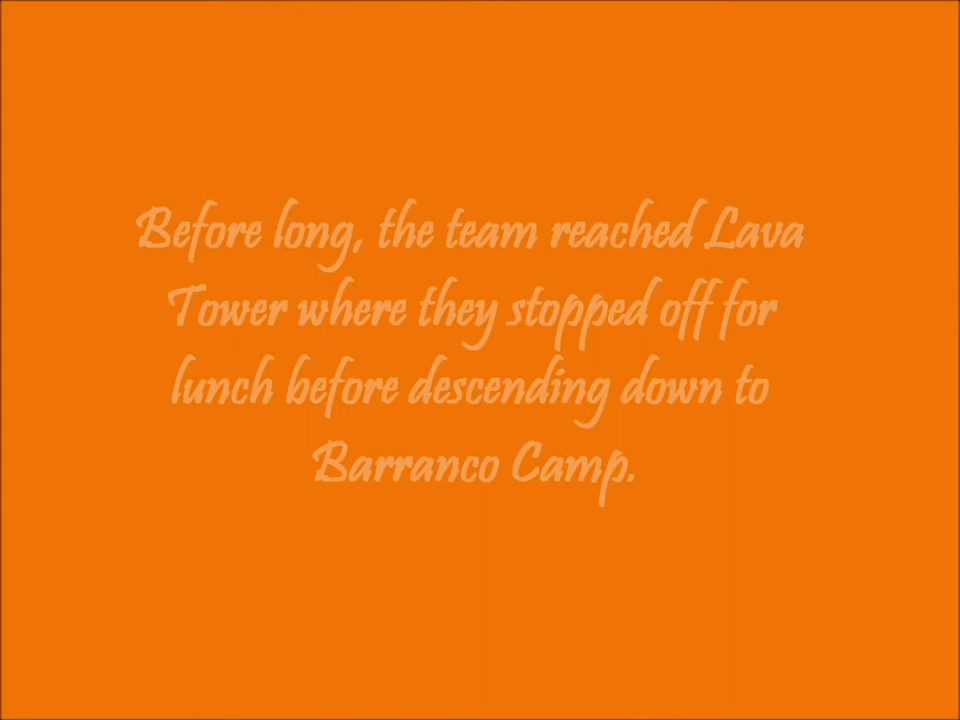 Before long, the team reached Lava
Tower where they stopped off for
lunch before descending down to
Barranco Camp.